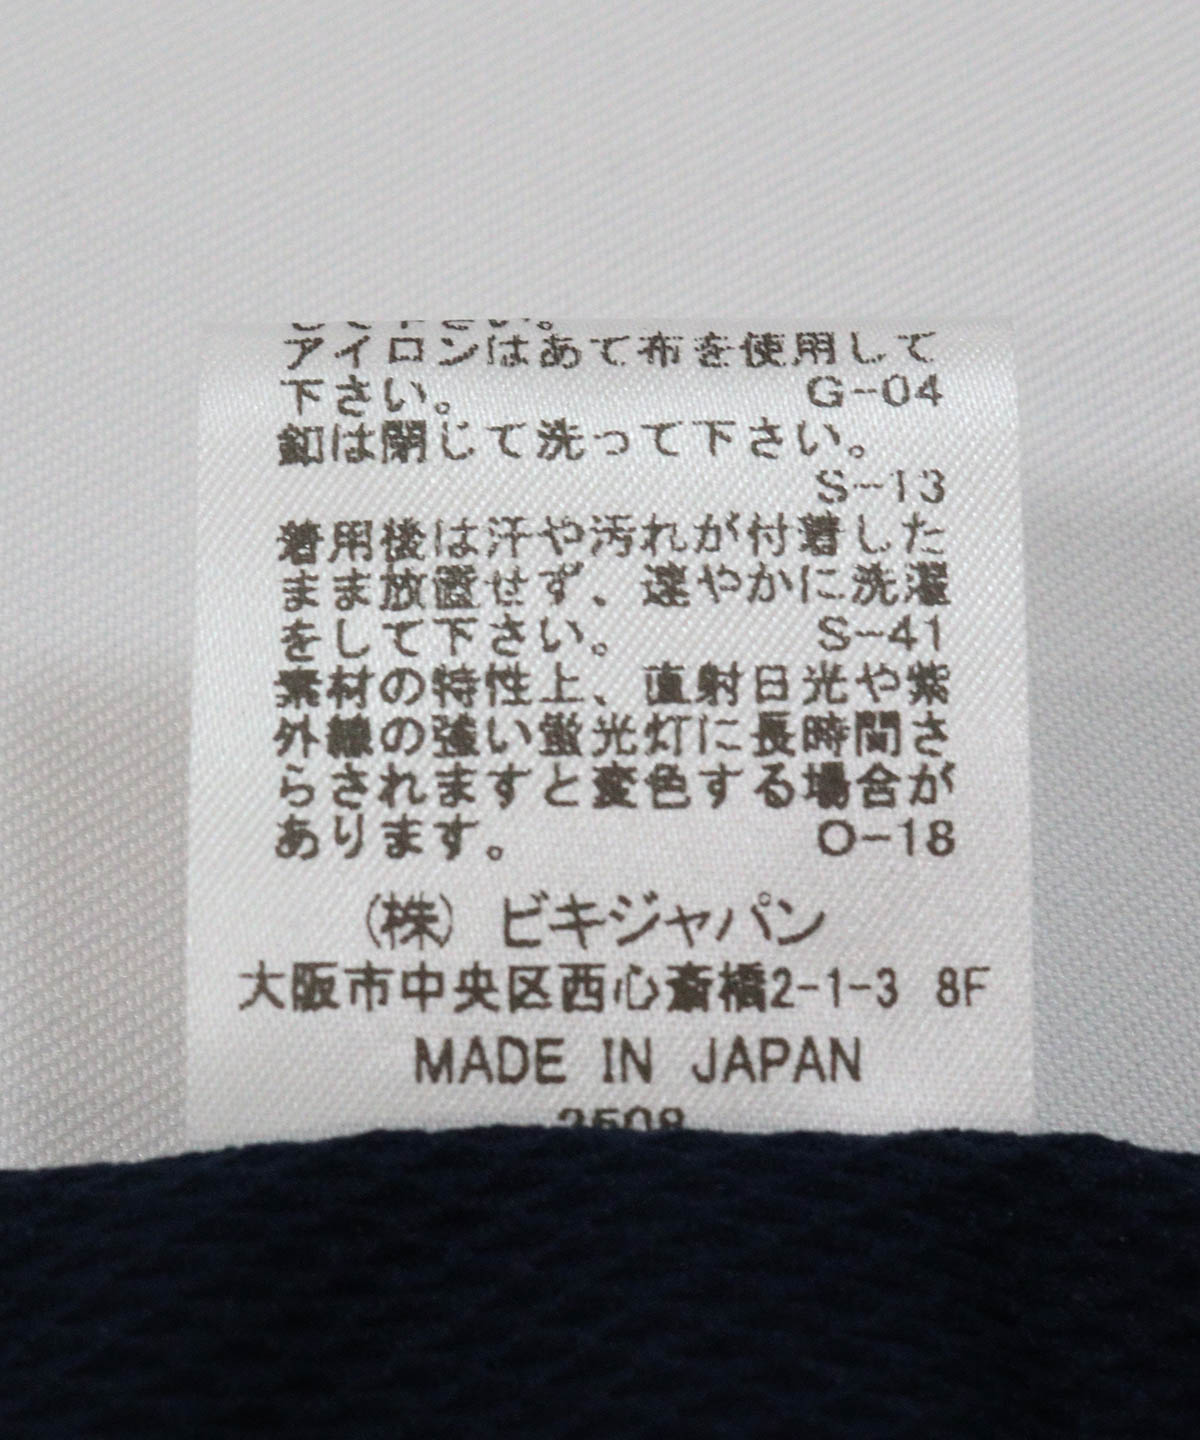 して下さい。
アイロンはあて布を使用して
下さい。 G-04
釦は閉じて洗って下さい。
S-13
着用後は汗や汚れが付着した
まま放置せず、速やかに洗濯
をして下さい。 S-41
素材の特性上、直射日光や紫
外線の強い蛍光灯に長時間さ
らされますと変色する場合が
あります。 O-18
(株) ビキジャパン
大阪市中央区西心斎橋2-1-3 8F
MADE IN JAPAN
2508